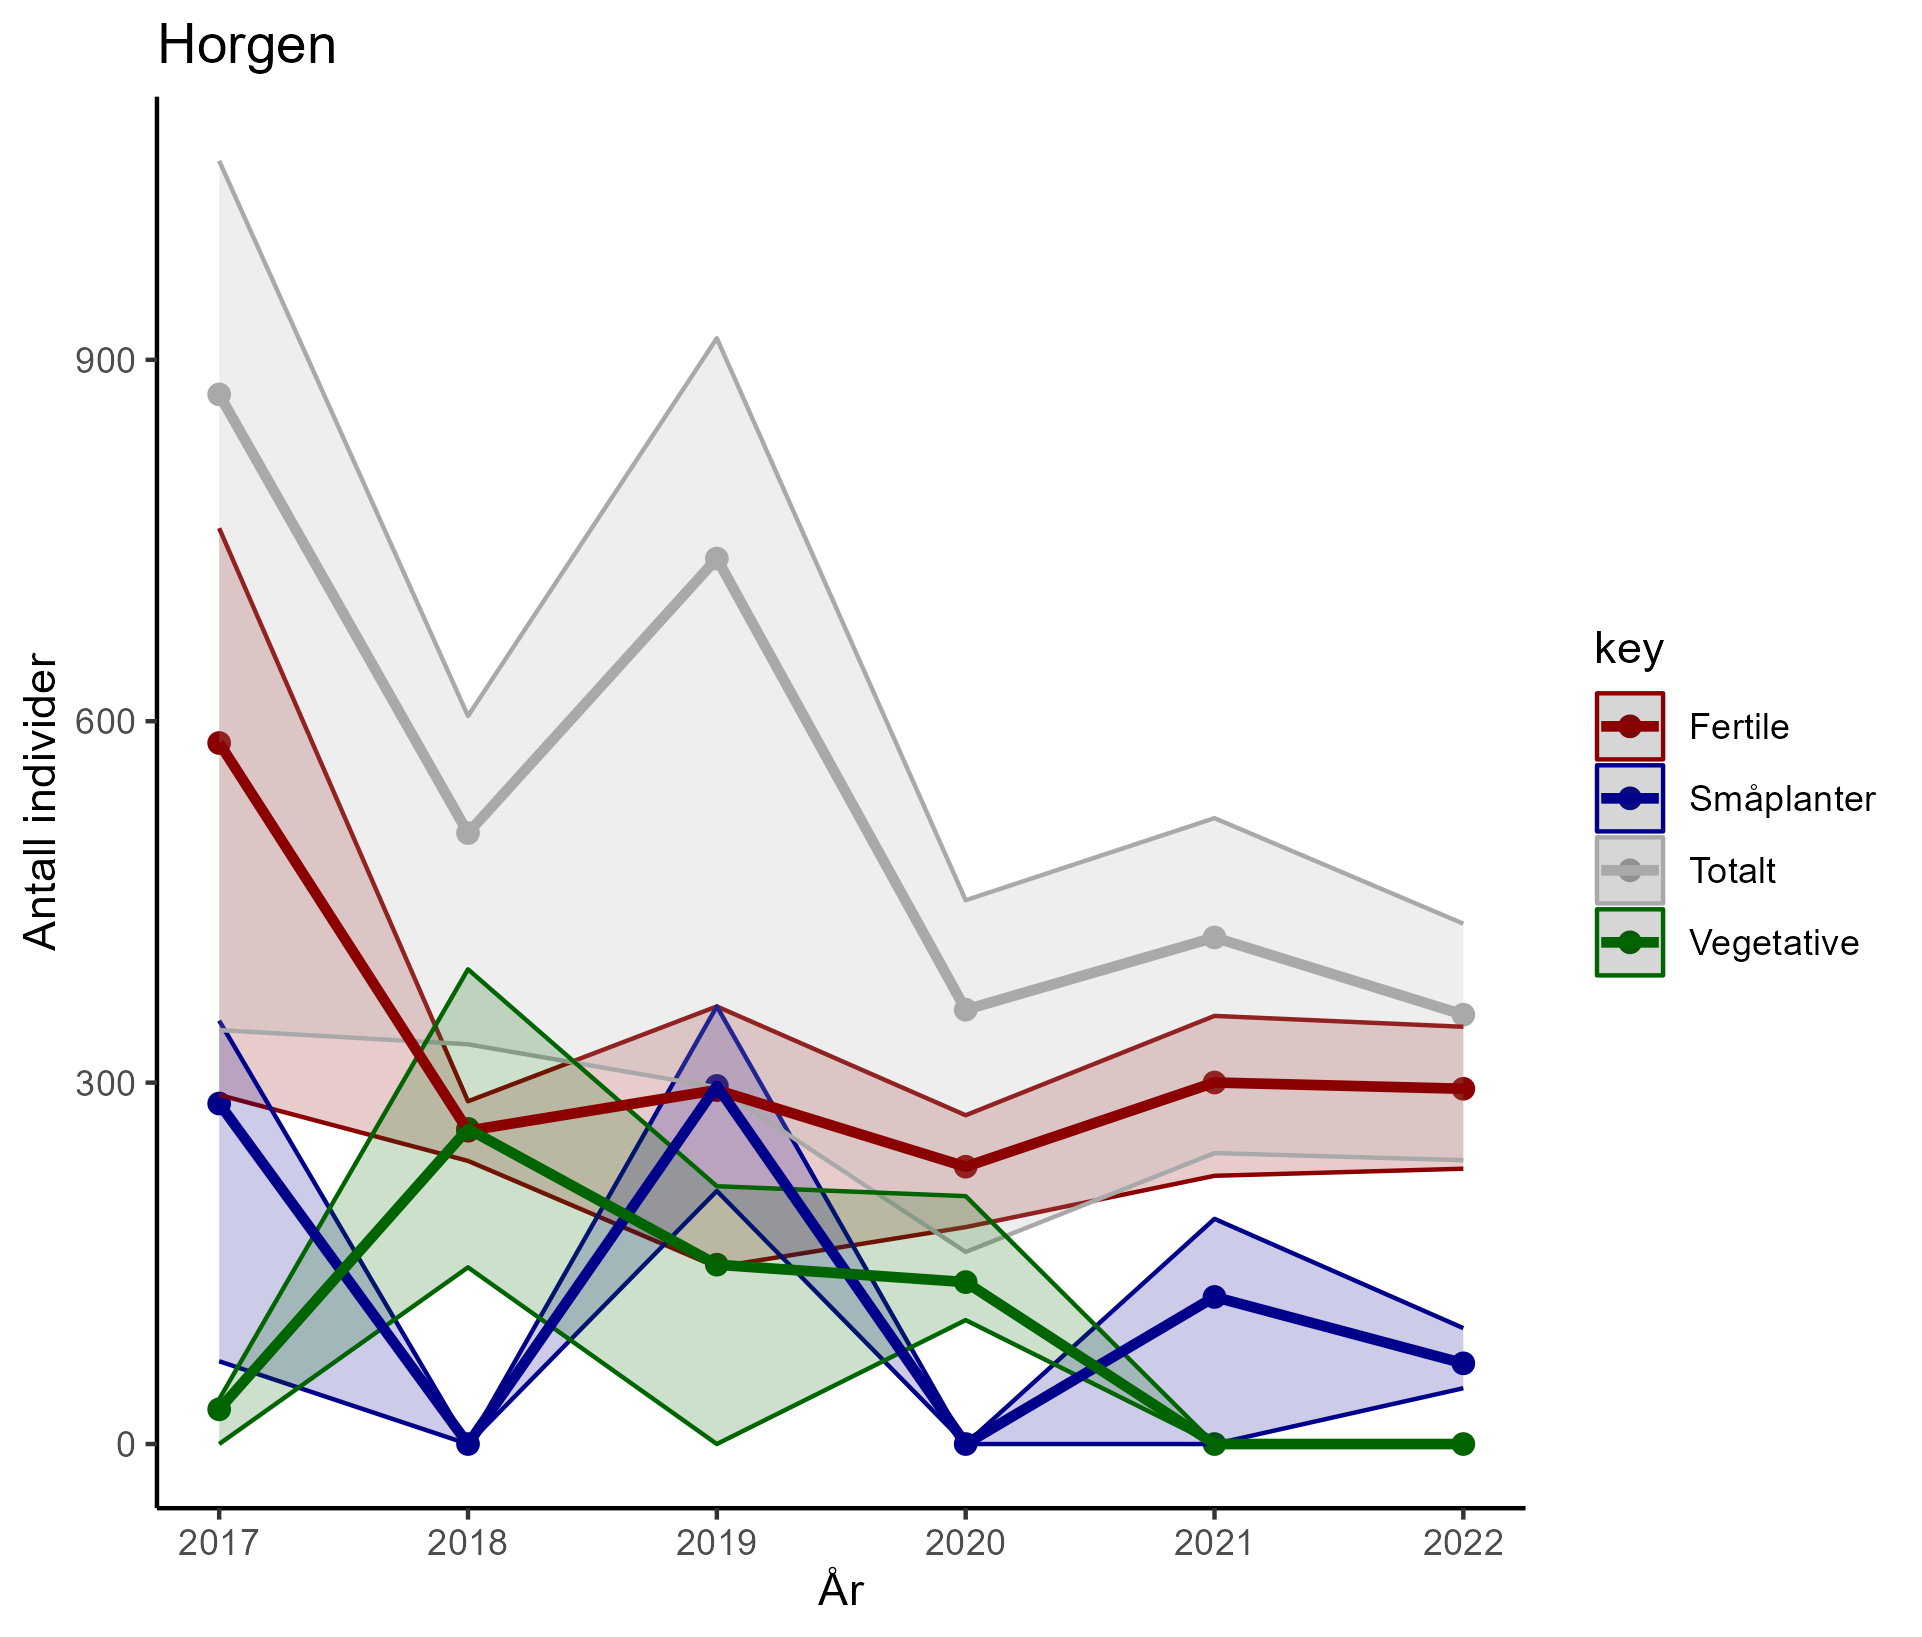 Horgen
Antall individer
900
600
300
0
2017 2018 2019 2020 2021 2022
År
key
Fertile
Småplanter
Totalt
Vegetative